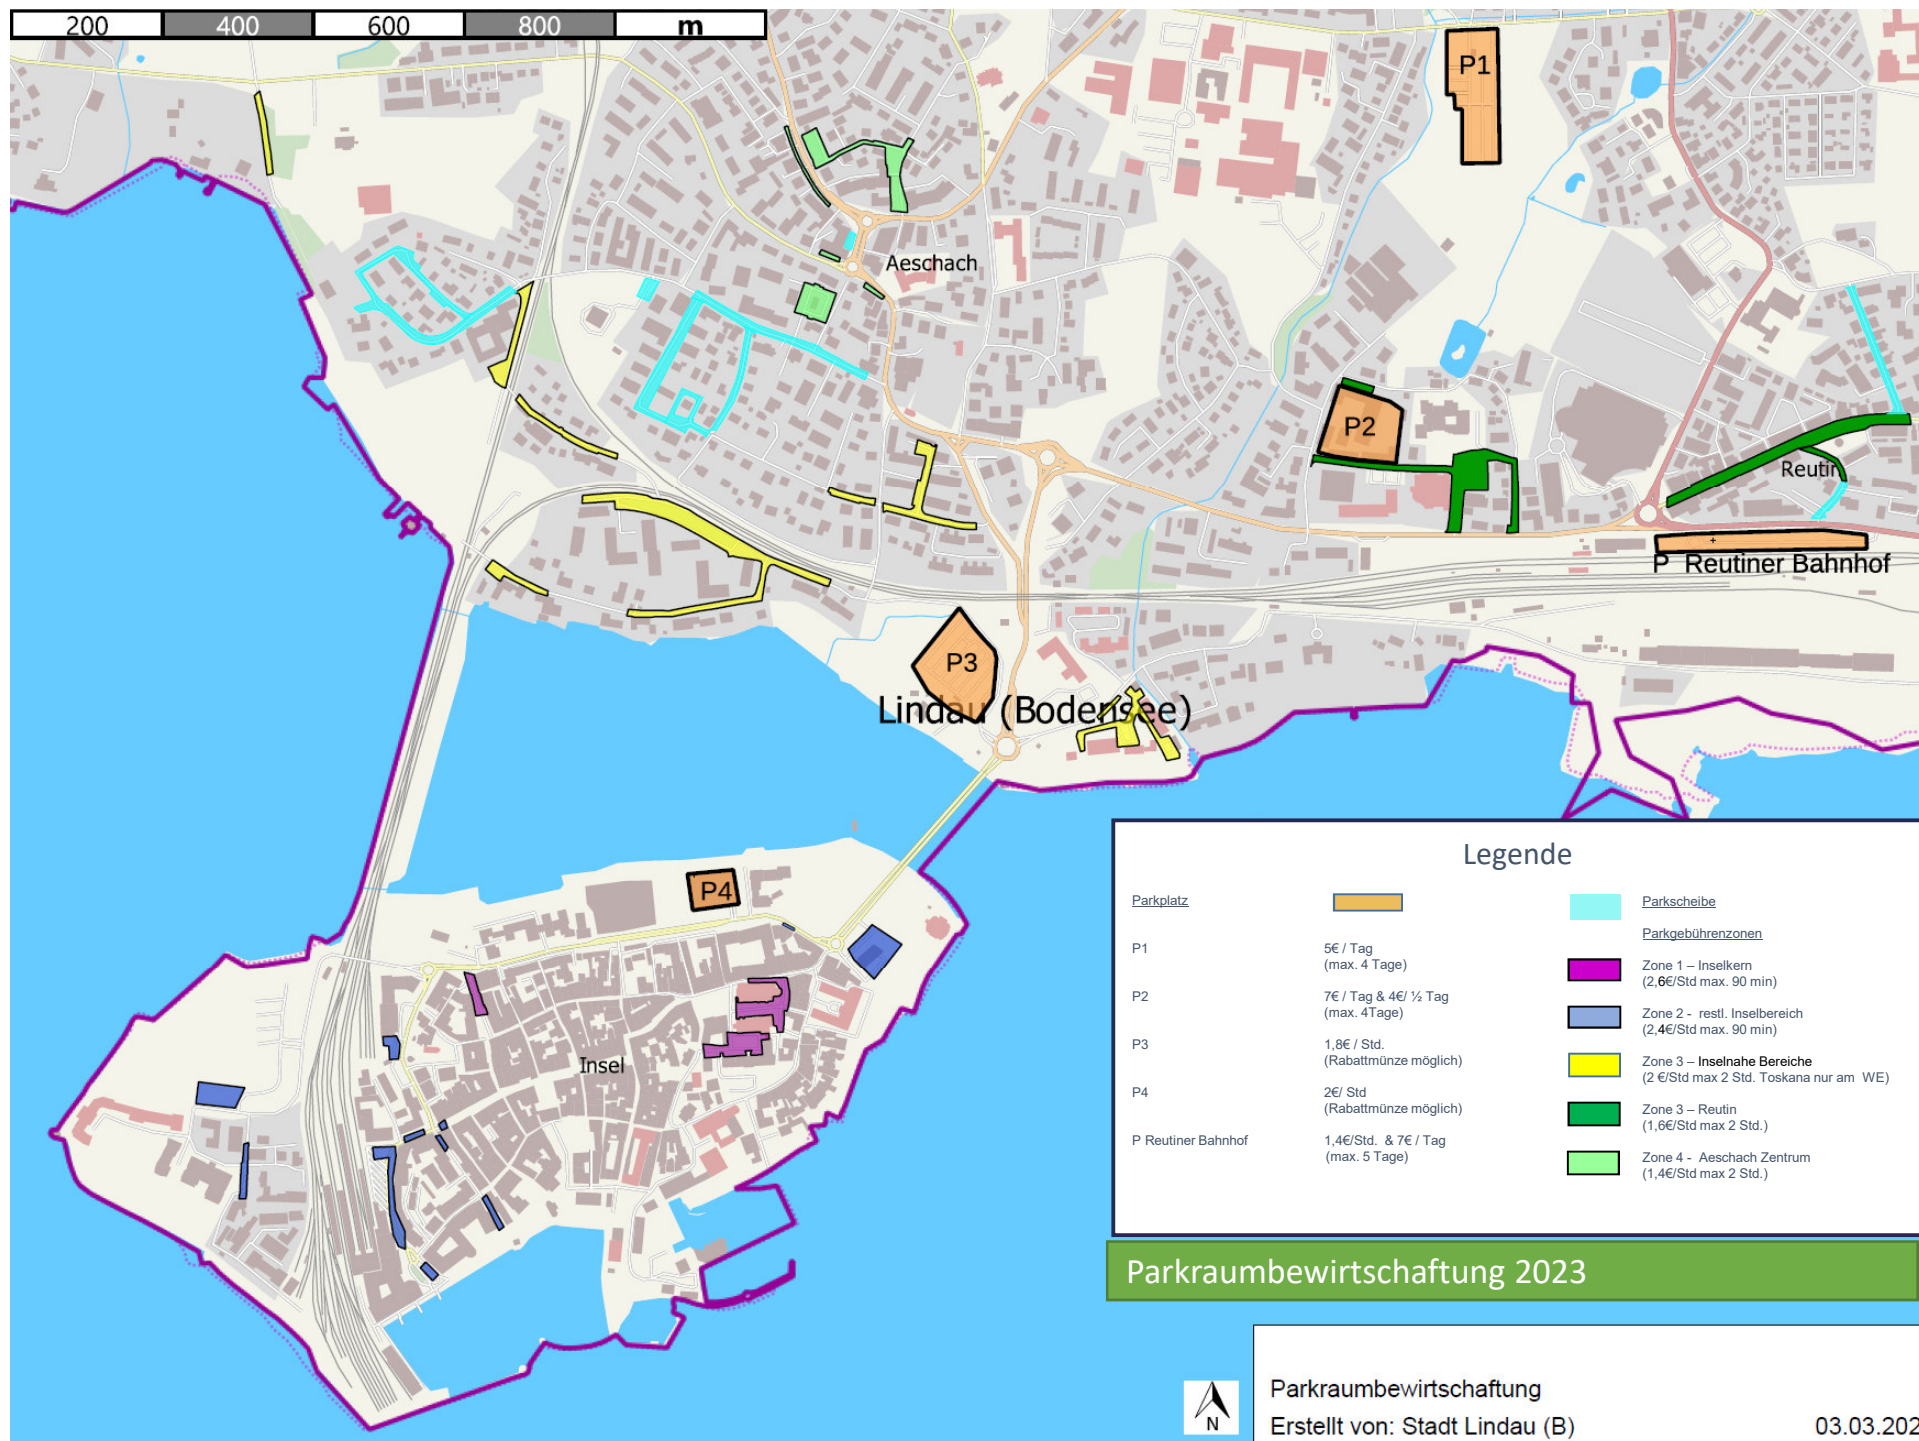 200 400 600 800 m
P1
Aeschach
P2
Reutin
P Reutiner Bahnhof
P3
Lindau (Bodensee)
P4
Insel
Legende
Parkplatz
P1 5€ / Tag
(max. 4 Tage)
P2 7€ / Tag & 4€/ ½ Tag
(max. 4Tage)
P3 1,8€ / Std.
(Rabattmünze möglich)
P4 2€/ Std
(Rabattmünze möglich)
P Reutiner Bahnhof 1,4€/Std. & 7€ / Tag
(max. 5 Tage)
Parkscheibe
Parkgebührenzonen
Zone 1 – Inselkern
(2,6€/Std max. 90 min)
Zone 2 - restl. Inselbereich
(2,4€/Std max. 90 min)
Zone 3 – Inselnahe Bereiche
(2 €/Std max 2 Std. Toskana nur am WE)
Zone 3 – Reutin
(1,6€/Std max 2 Std.)
Zone 4 - Aeschach Zentrum
(1,4€/Std max 2 Std.)
Parkraumbewirtschaftung 2023
N
Parkraumbewirtschaftung
Erstellt von: Stadt Lindau (B) 03.03.202